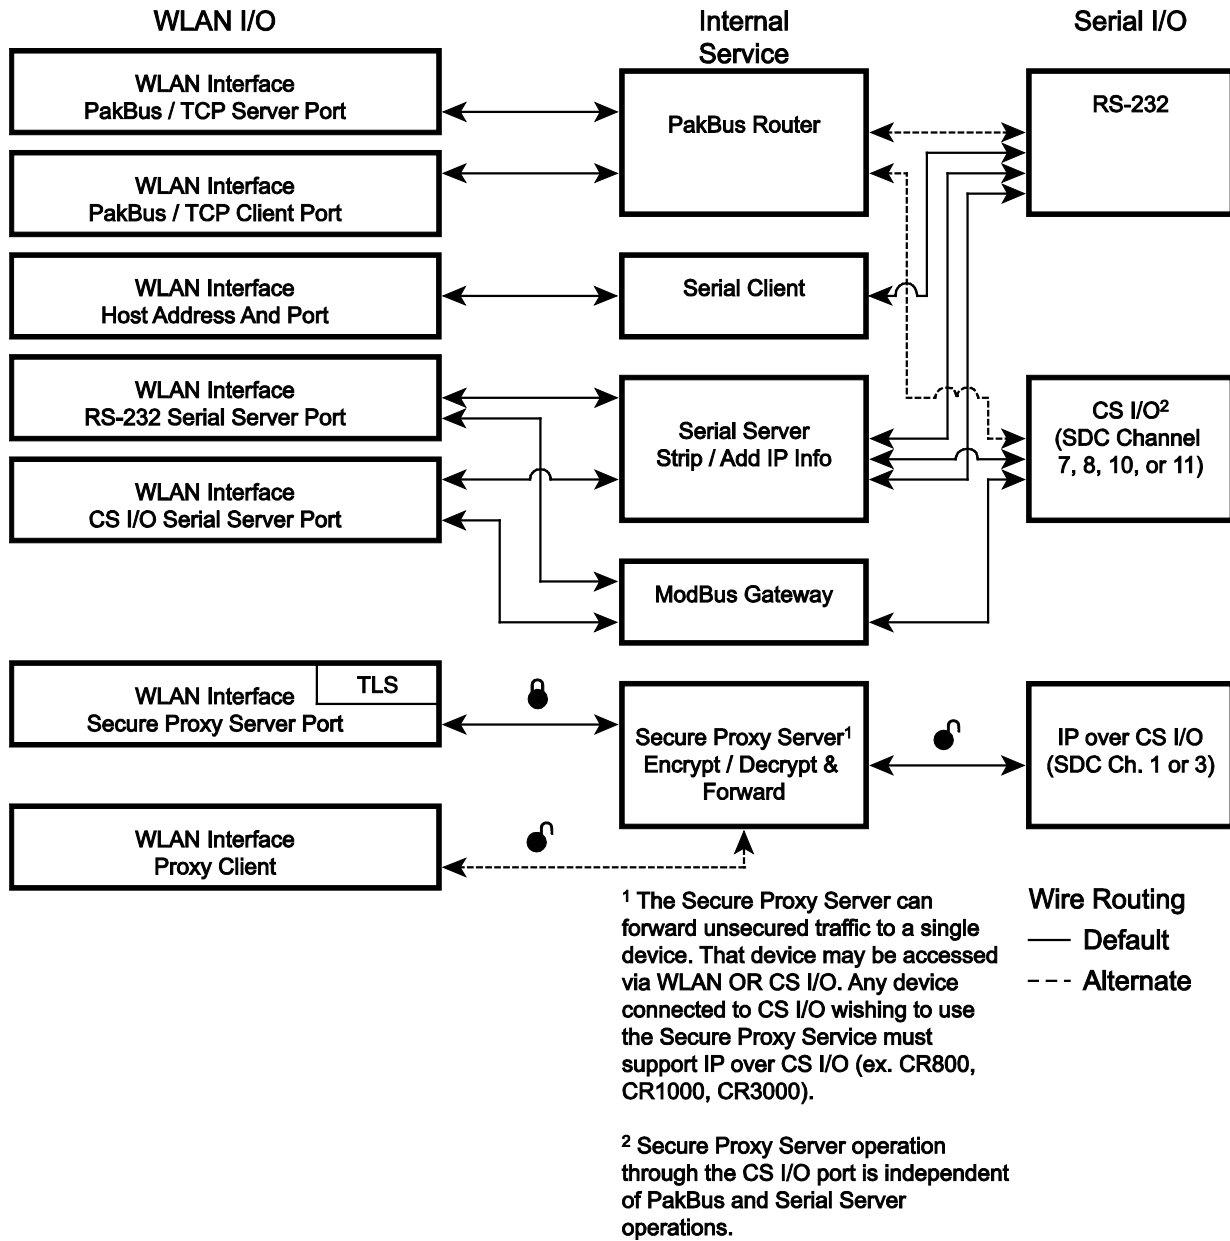 WLAN I/O
Internal
Service
Serial I/O
WLAN Interface
PakBus / TCP Server Port
WLAN Interface
PakBus / TCP Client Port
WLAN Interface
Host Address And Port
WLAN Interface
RS-232 Serial Server Port
WLAN Interface
CS I/O Serial Server Port
WLAN Interface
Secure Proxy Server Port
TLS
WLAN Interface
Proxy Client
PakBus Router
Serial Client
Serial Server
Strip / Add IP Info
ModBus Gateway
Secure Proxy Server¹
Encrypt / Decrypt &
Forward
RS-232
CS I/O²
(SDC Channel
7, 8, 10, or 11)
IP over CS I/O
(SDC Ch. 1 or 3)
¹ The Secure Proxy Server can
forward unsecured traffic to a single
device. That device may be accessed
via WLAN OR CS I/O. Any device
connected to CS I/O wishing to use
the Secure Proxy Service must
support IP over CS I/O (ex. CR800,
CR1000, CR3000).
² Secure Proxy Server operation
through the CS I/O port is independent
of PakBus and Serial Server
operations.
Wire Routing
Default
Alternate